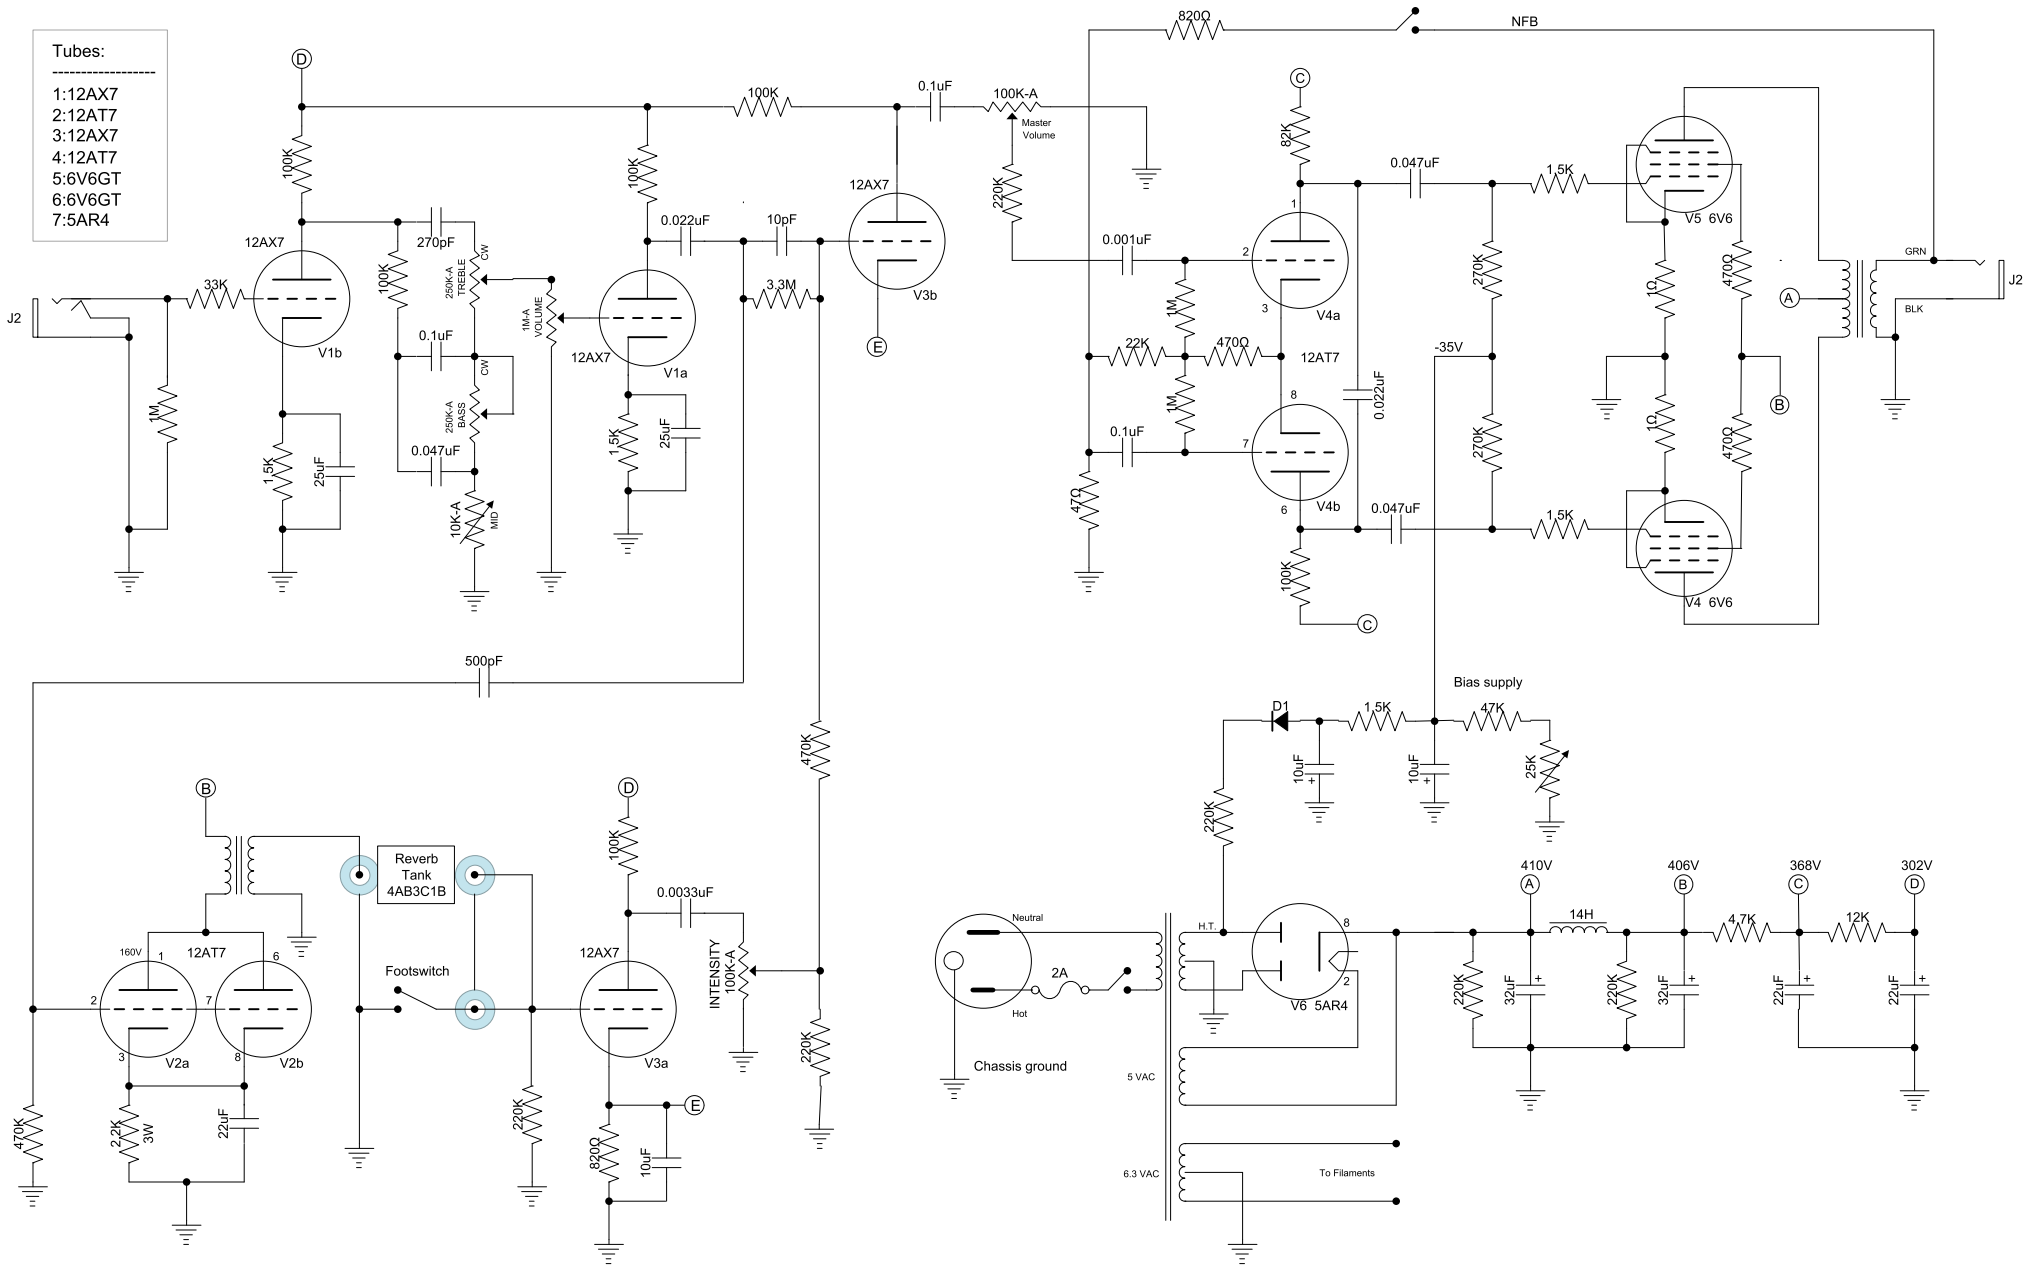 Tubes:
-------------------
1:12AX7
2:12AT7
3:12AX7
4:12AT7
5:6V6GT
6:6V6GT
7:5AR4
D
100K
0.1uF
100K-A
Master
Volume
820Ω
NFB
C
82K
100K
100K
12AX7
0.022uF
10pF
3.3M
12AX7
V3b
E
220K
0.001uF
1
2
3
V4a
0.047uF
1.5K
V5 6V6
J2
33K
12AX7
V1b
1M
1.5K
25uF
270pF
100K
CW
250K-A
TREBLE
1M-A
VOLUME
0.1uF
CW
250K-A
BASS
0.047uF
10K-A
MID
12AX7
V1a
1.5K
25uF
1M
22K
470Ω
12AT7
1M
0.1uF
47Ω
8
7
6
V4b
0.022uF
270K
-35V
270K
0.047uF
1.5K
1Ω
470Ω
1Ω
470Ω
A
B
GRN
BLK
J2
V4 6V6
100K
C
500pF
470K
Bias supply
D1
1.5K
47K
10uF
+
10uF
+
25K
220K
B
Reverb
Tank
4AB3C1B
160V
1
12AT7
6
2
7
3
V2a
8
V2b
470K
2.2K
3W
22uF
Footswitch
220K
D
100K
0.0033uF
12AX7
V3a
INTENSITY
100K-A
220K
E
820Ω
10uF
Neutral
Hot
2A
Chassis ground
H.T.
8
2
V6 5AR4
5 VAC
6.3 VAC
To Filaments
410V
A
14H
406B
B
4.7K
368V
C
12K
302V
D
220K
32uF
+
220K
32uF
+
22uF
+
22uF
+